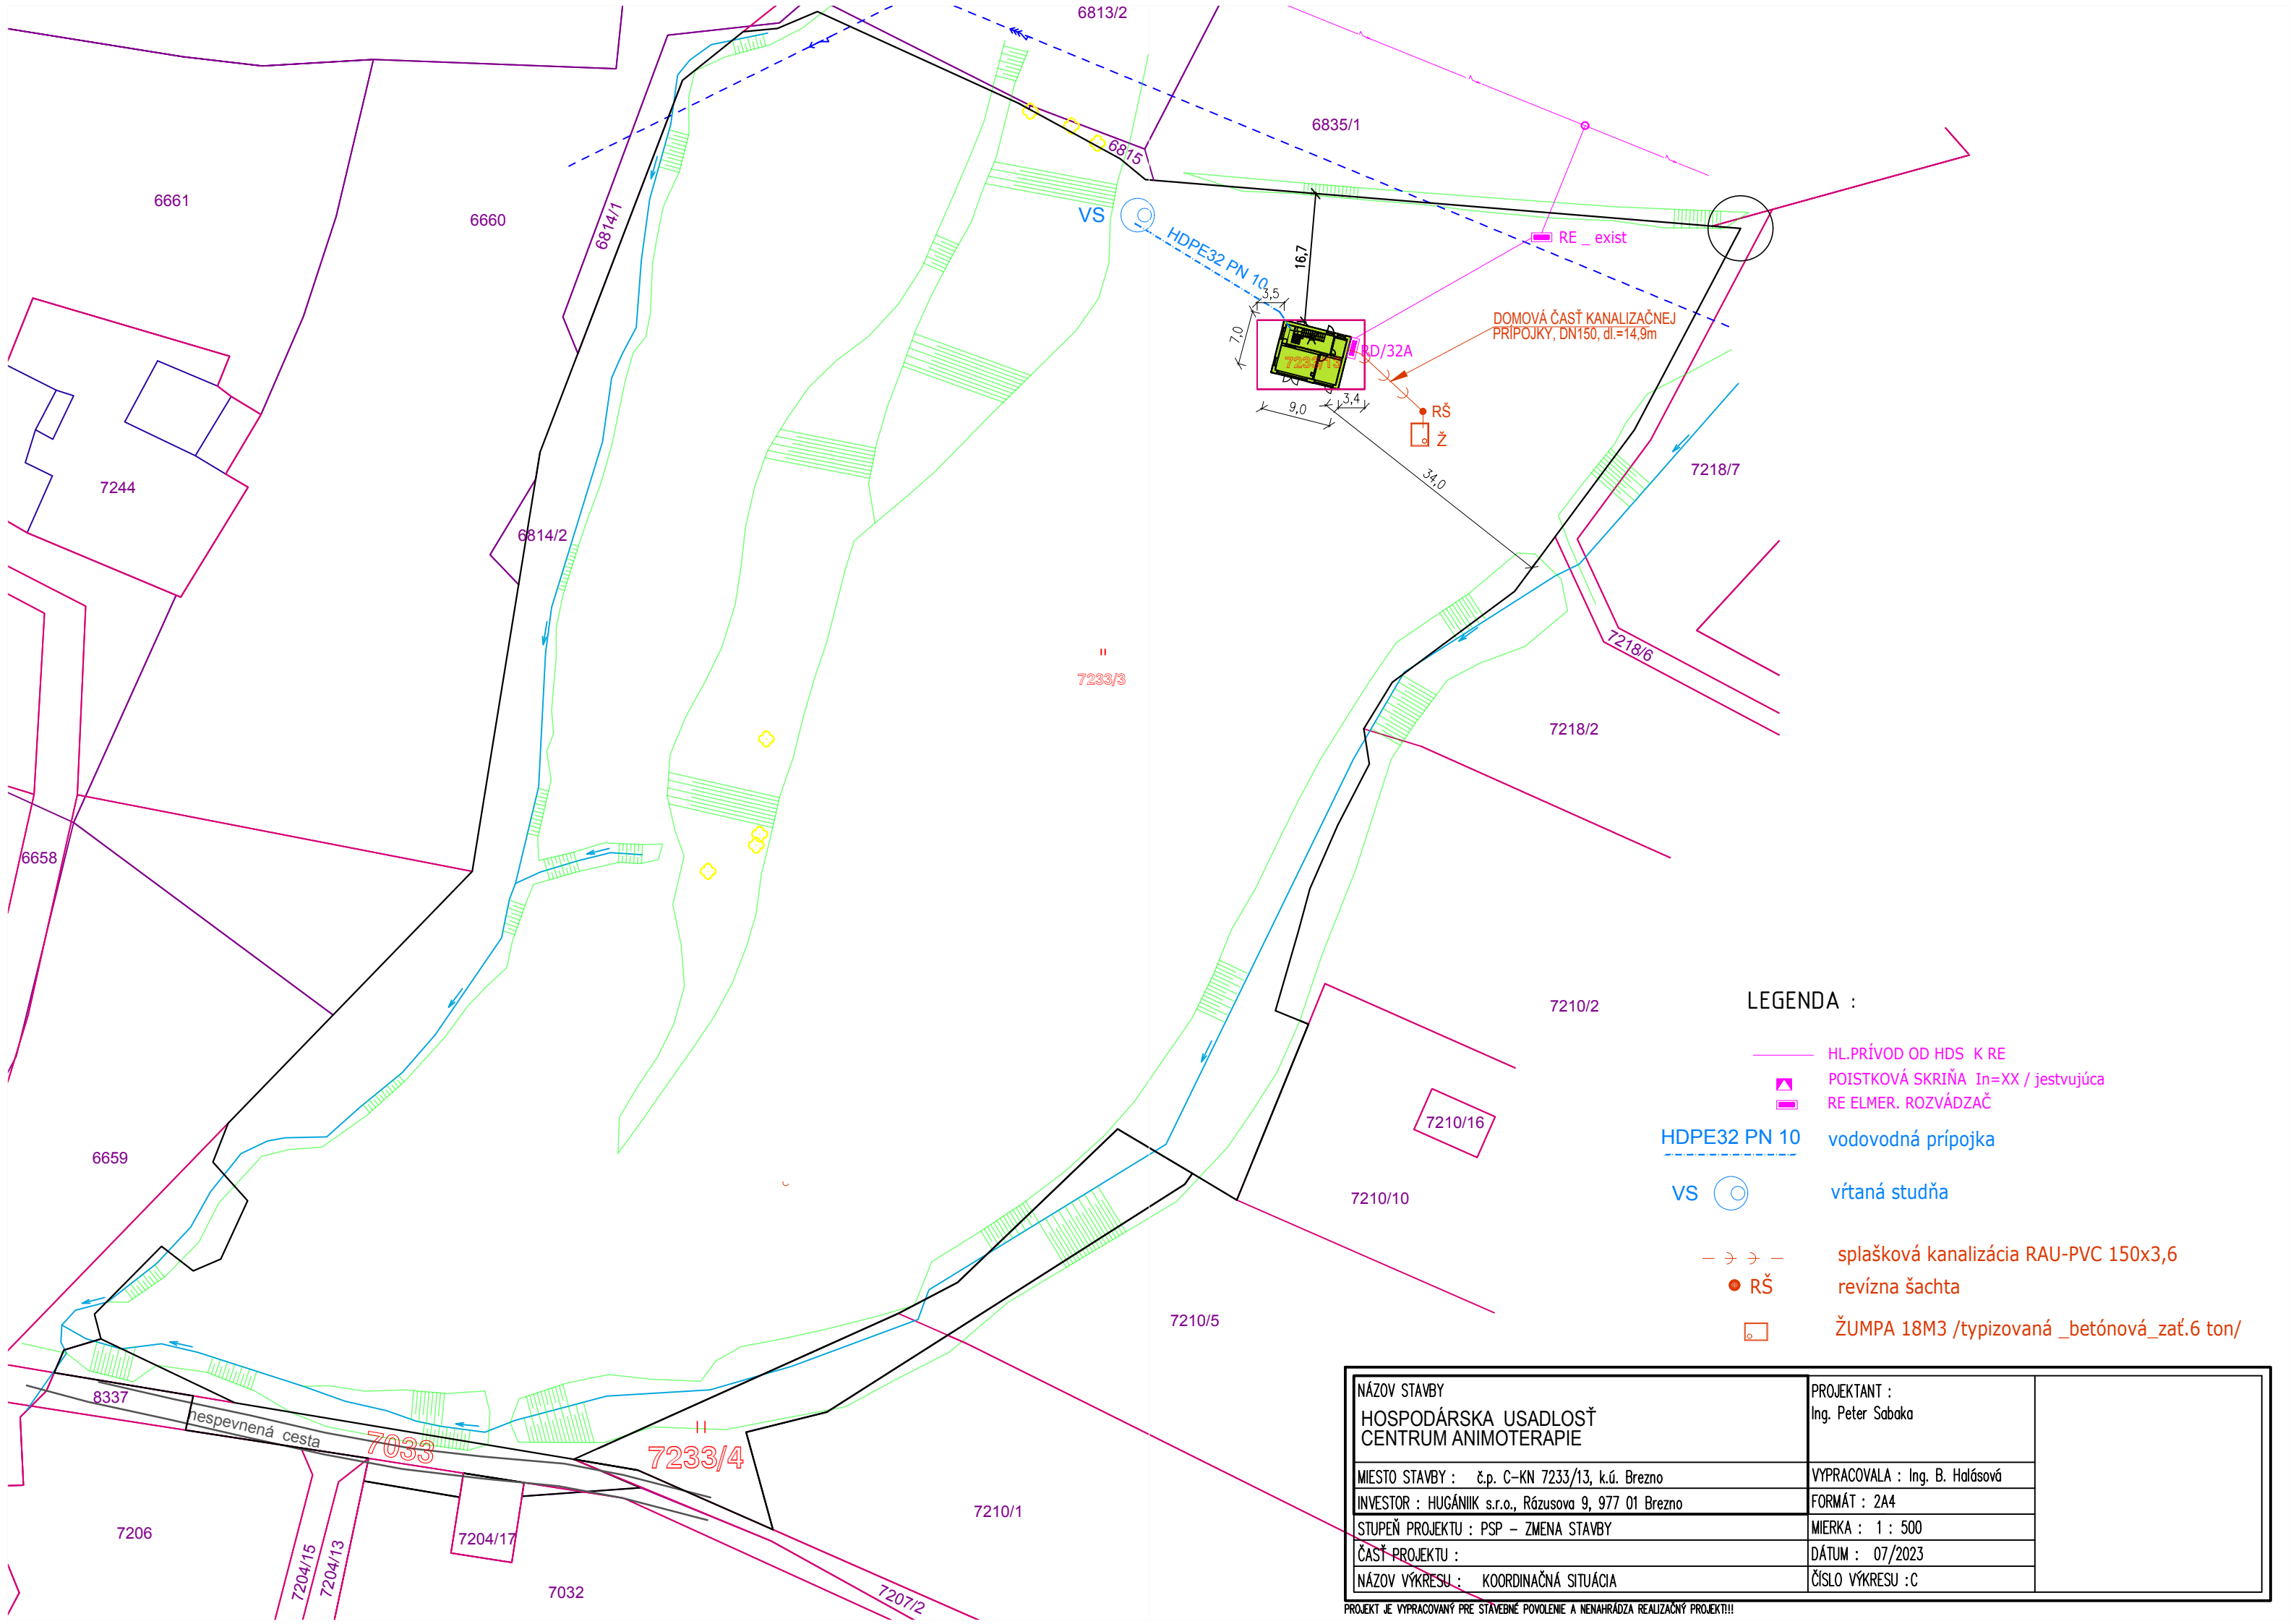 6813/2
6835/1
6815
6661
6660
6814/1
VS
HDPE32 PN 10
16,7
RE _ exist
3,5
7,0
DOMOVÁ ČASŤ KANALIZAČNEJ
PRÍPOJKY, DN150, dl.=14,9m
RD/32A
7233/13
9,0
3,4
RŠ
Ž
34,0
7218/7
7244
6814/2
7218/6
II
7233/3
7218/2
6658
7210/2
7210/16
6659
7210/10
7210/5
LEGENDA :
HL.PRÍVOD OD HDS K RE
POISTKOVÁ SKRIŇA In=XX / jestvujúca
RE ELMER. ROZVÁDZAČ
HDPE32 PN 10 vodovodná prípojka
VS vŕtaná studňa
splašková kanalizácia RAU-PVC 150x3,6
RŠ revízna šachta
ŽUMPA 18M3 /typizovaná _betónová_zať.6 ton/
8337
nespevnená cesta
7033
II
7233/4
7210/1
7206
7204/15
7204/13
7204/17
7032
7207/2
NÁZOV STAVBY
HOSPODÁRSKA USADLOSŤ
CENTRUM ANIMOTERAPIE
PROJEKTANT :
Ing. Peter Sabaka
MIESTO STAVBY : č.p. C-KN 7233/13, k.ú. Brezno
VYPRACOVALA : Ing. B. Halásová
INVESTOR : HUGÁNIIK s.r.o., Rázusova 9, 977 01 Brezno
FORMÁT : 2A4
STUPEŇ PROJEKTU : PSP – ZMENA STAVBY
MIERKA : 1 : 500
ČASŤ PROJEKTU :
DÁTUM : 07/2023
NÁZOV VÝKRESU : KOORDINAČNÁ SITUÁCIA
ČÍSLO VÝKRESU :C
PROJEKT JE VYPRACOVANÝ PRE STAVEBNÉ POVOLENIE A NENAHRÁDZA REALIZAČNÝ PROJEKT!!!